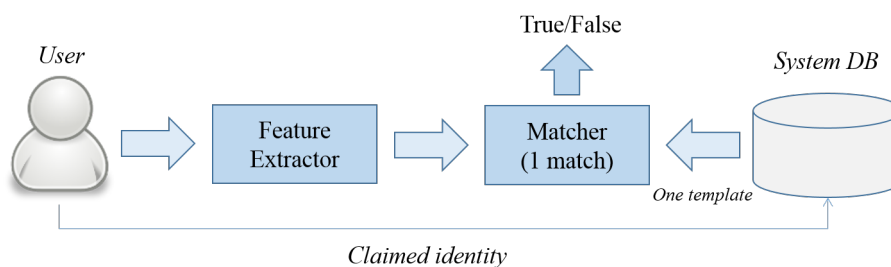 True/False
User
System DB
Feature
Extractor
Matcher
(1 match)
One template
Claimed identity